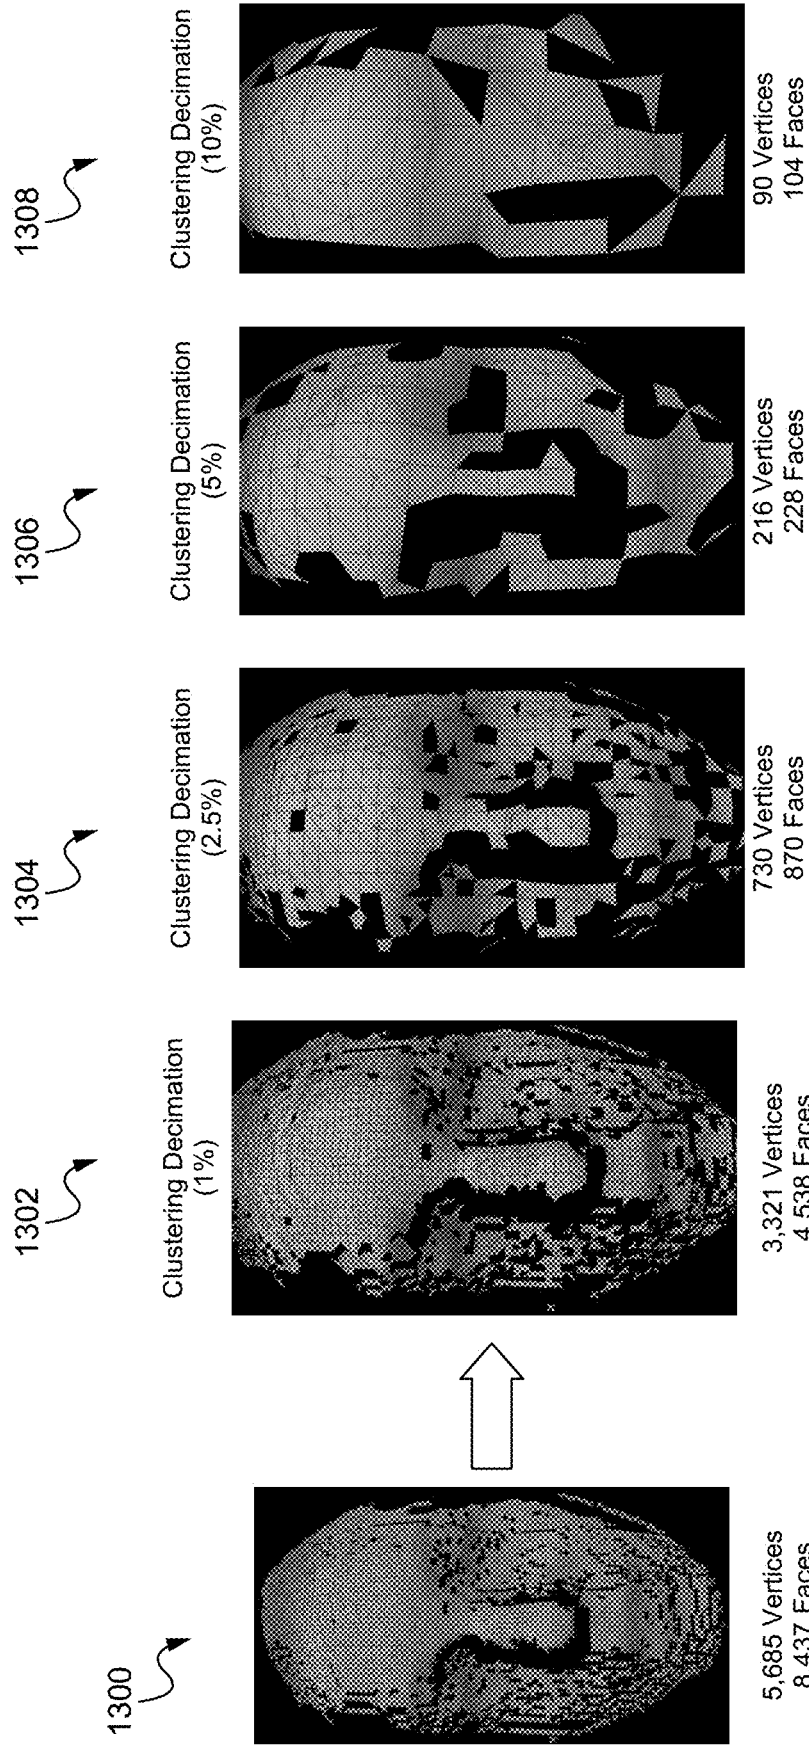 1300
5,685 Vertices
8,437 Faces
1302
Clustering Decimation
(1%)
3,321 Vertices
4,538 Faces
1304
Clustering Decimation
(2.5%)
730 Vertices
870 Faces
1306
Clustering Decimation
(5%)
216 Vertices
228 Faces
1308
Clustering Decimation
(10%)
90 Vertices
104 Faces